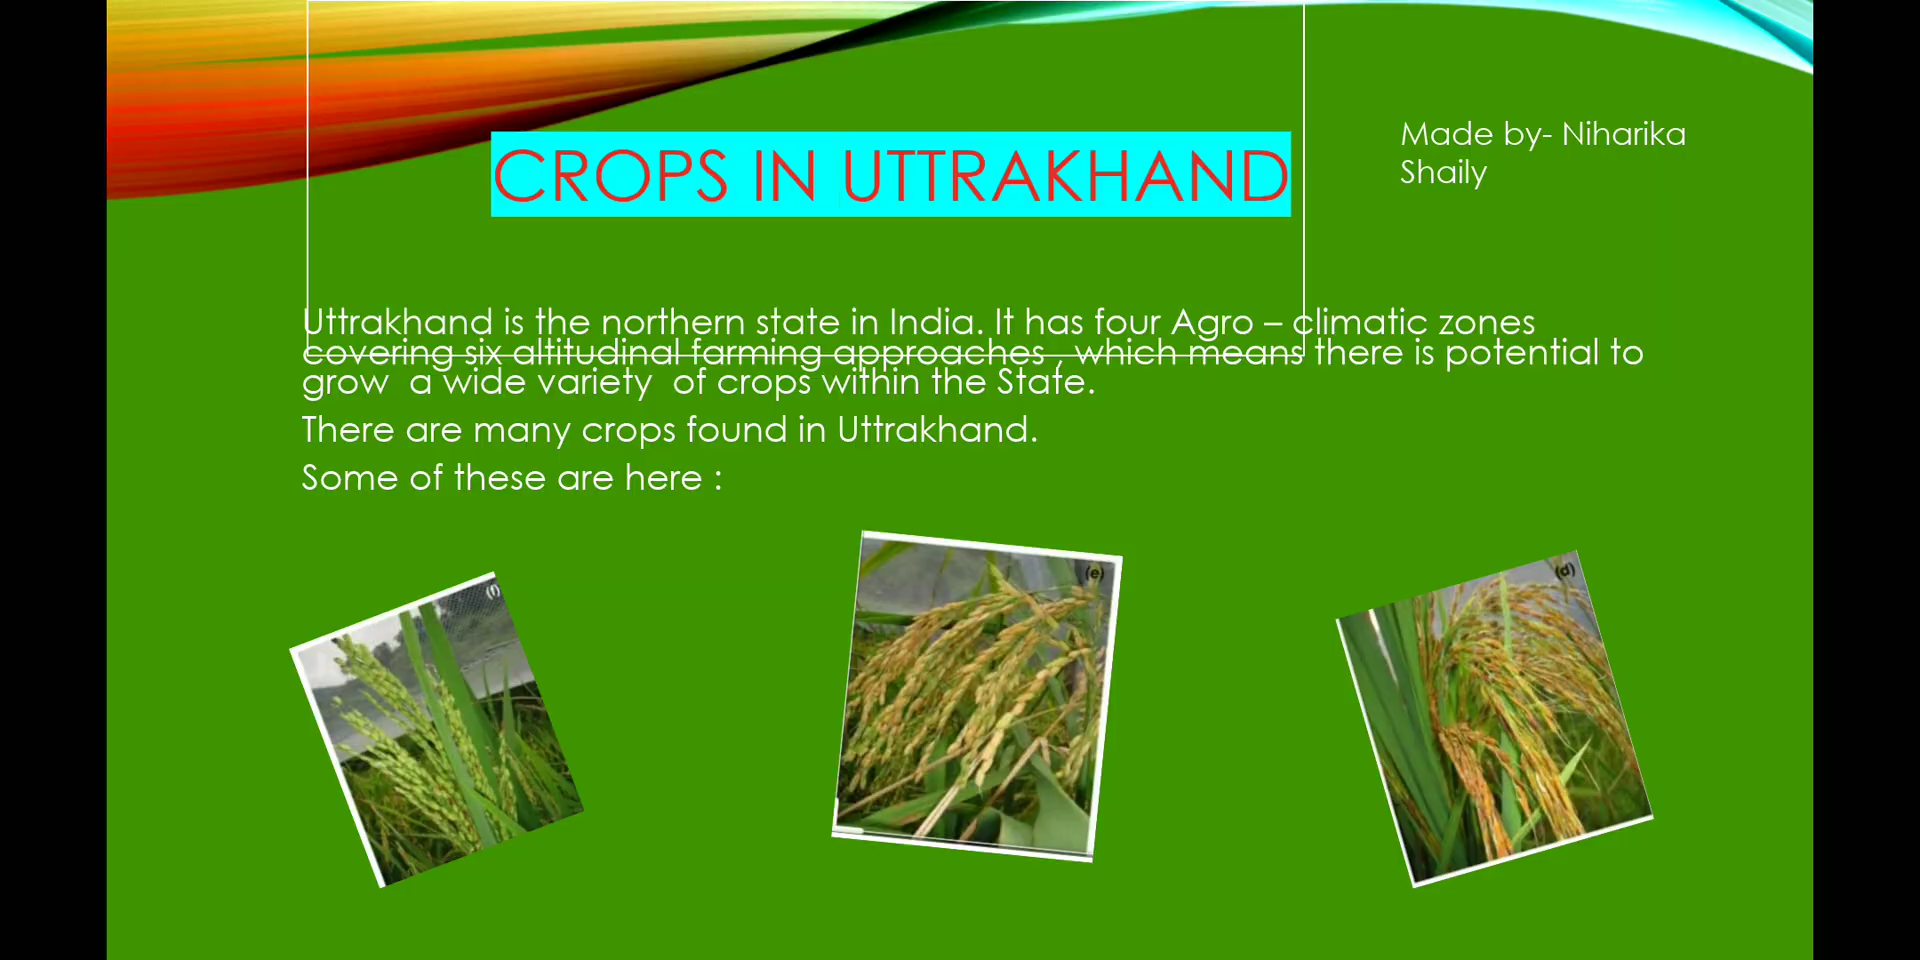 CROPS IN UTTRAKHAND
Made by- Niharika
Shaily
Uttrakhand is the northern state in India. It has four Agro – climatic zones
covering six altitudinal farming approaches , which means there is potential to
grow  a wide variety  of crops within the State.
There are many crops found in Uttrakhand.
Some of these are here :
(f)
(e)
(d)